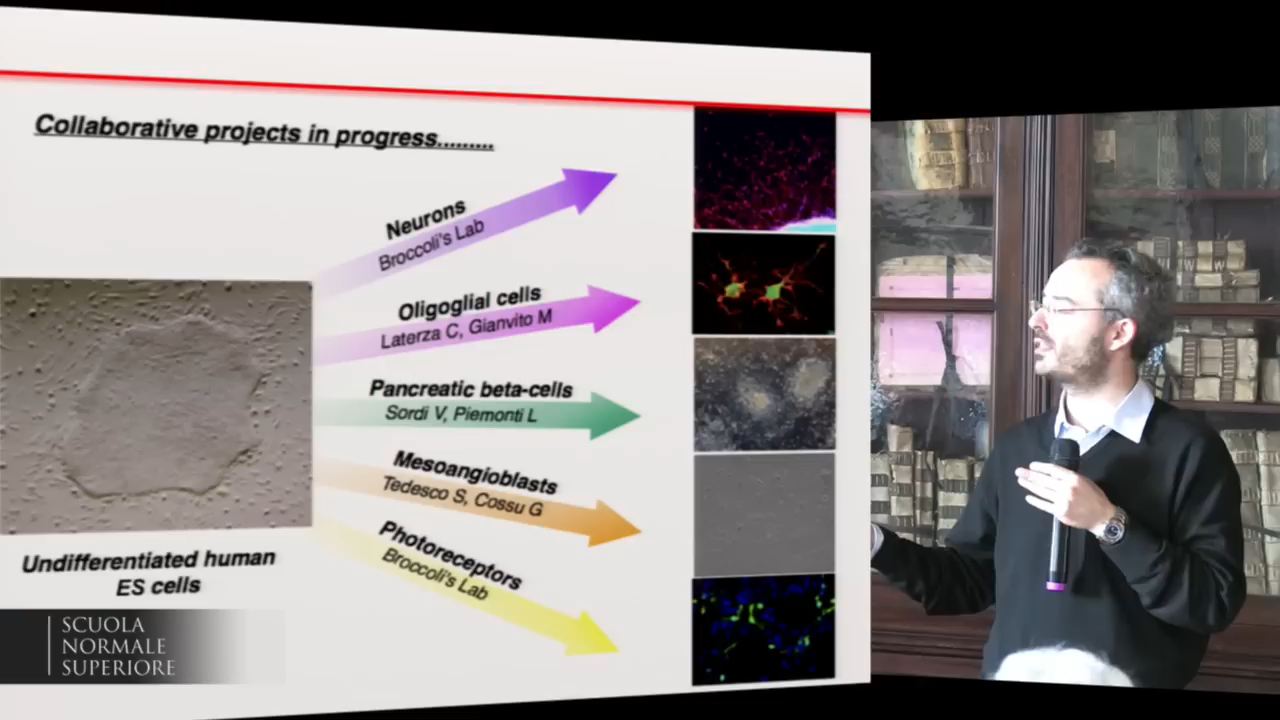 Collaborative projects in progress.........
Neurons
Broccoli's Lab
Oligoglial cells
Laterza C, Gianvito M
Pancreatic beta-cells
Sordi V, Piemonti L
Mesoangioblasts
Tedesco S, Cossu G
Photoreceptors
Broccoli's Lab
Undifferentiated human
ES cells
SCUOLA
NORMALE
SUPERIORE